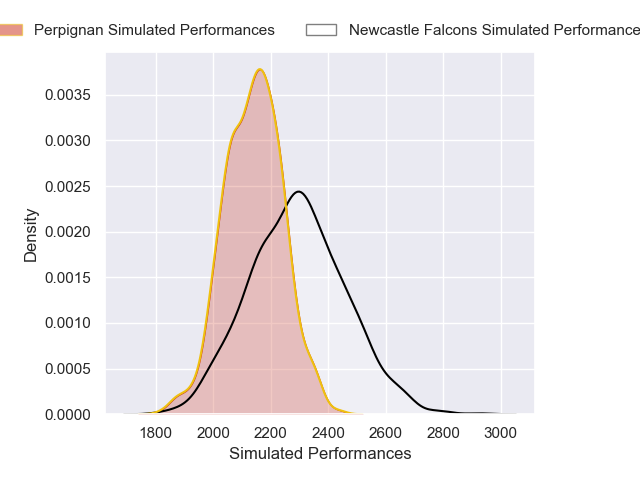 Perpignan Simulated Performances
Newcastle Falcons Simulated Performance
0.0035
0.0030
0.0025
0.0020
0.0015
0.0010
0.0005
0.0000
Density
1800 2000 2200 2400 2600 2800 3000
Simulated Performances